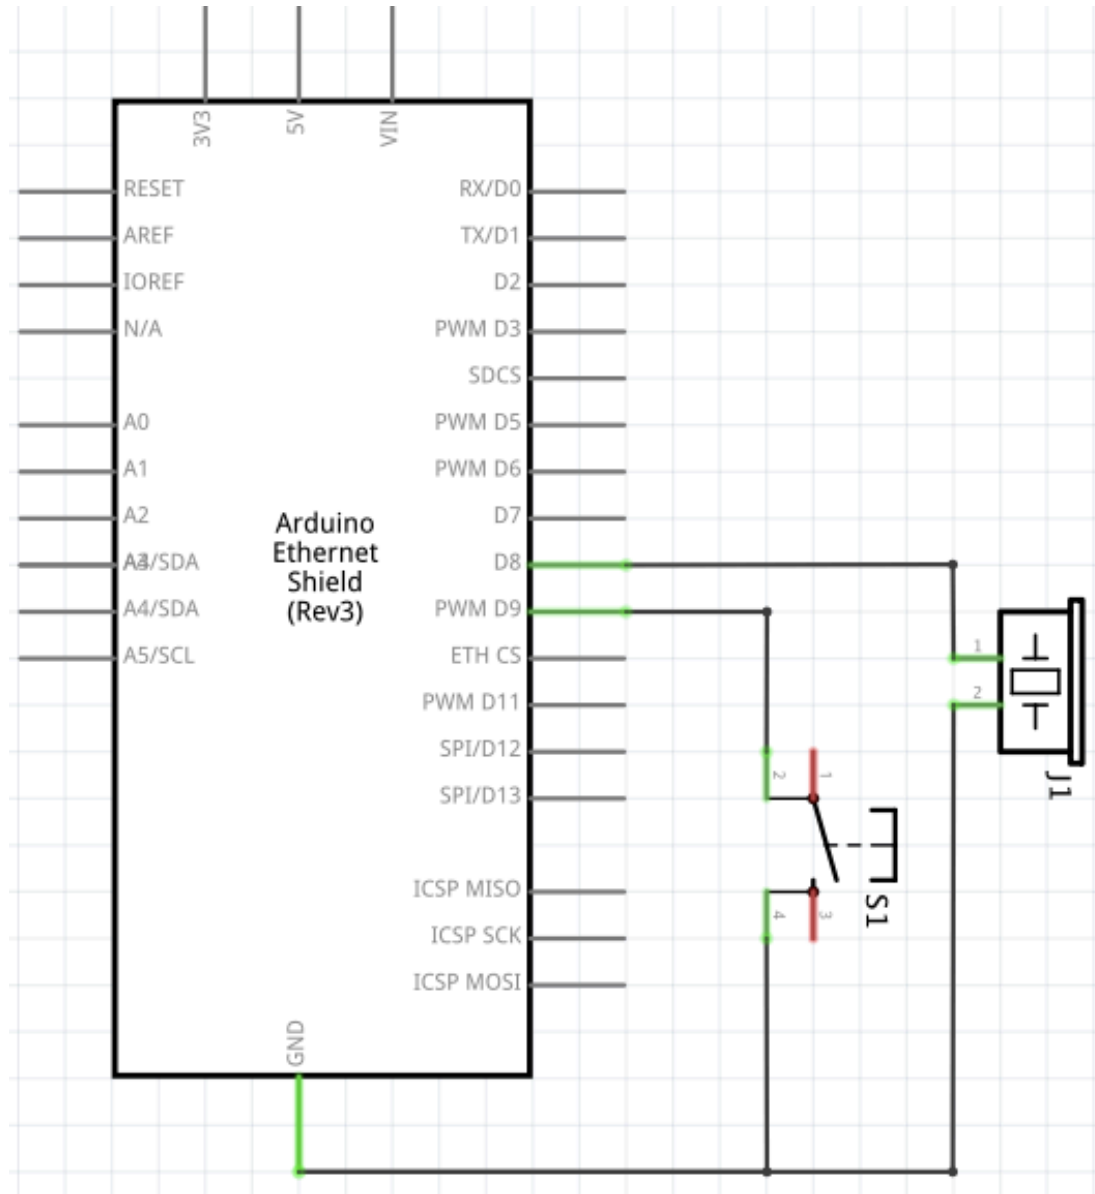 3V3
5V
VIN
RESET
RX/D0
AREF
TX/D1
IOREF
D2
N/A
PWM D3
SDCS
A0
PWM D5
A1
PWM D6
A2
D7
Arduino
Ethernet
Shield
(Rev3)
/SDA
D8
A4/SDA
PWM D9
A5/SCL
ETH CS
1
PWM D11
2
SPI/D12
2
1
SPI/D13
J1
ICSP MISO
4
3
S1
ICSP SCK
ICSP MOSI
GND